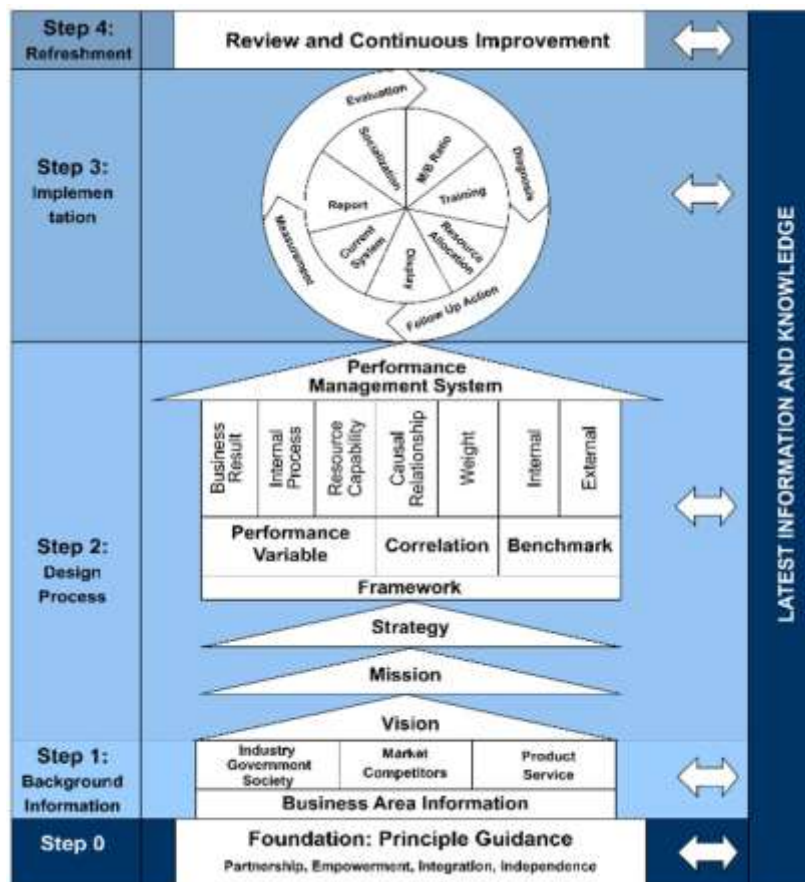 Step 4:
Refreshment
Review and Continuous Improvement
Step 3:
Implemen
tation
Evaluation
Diagnosis
Follow Up Action
Measurement
Socialization
M/B Ratio
Training
Resource
Allocation
Display
Current
System
Report
Step 2:
Design
Process
Performance
Management System
Business
Result
Internal
Process
Resource
Capability
Causal
Relationship
Weight
Internal
External
Performance
Variable
Correlation
Benchmark
Framework
Strategy
Mission
Vision
Step 1:
Background
Information
Industry
Government
Society
Market
Competitors
Product
Service
Business Area Information
Step 0
Foundation: Principle Guidance
Partnership, Empowerment, Integration, Independence
LATEST INFORMATION AND KNOWLEDGE